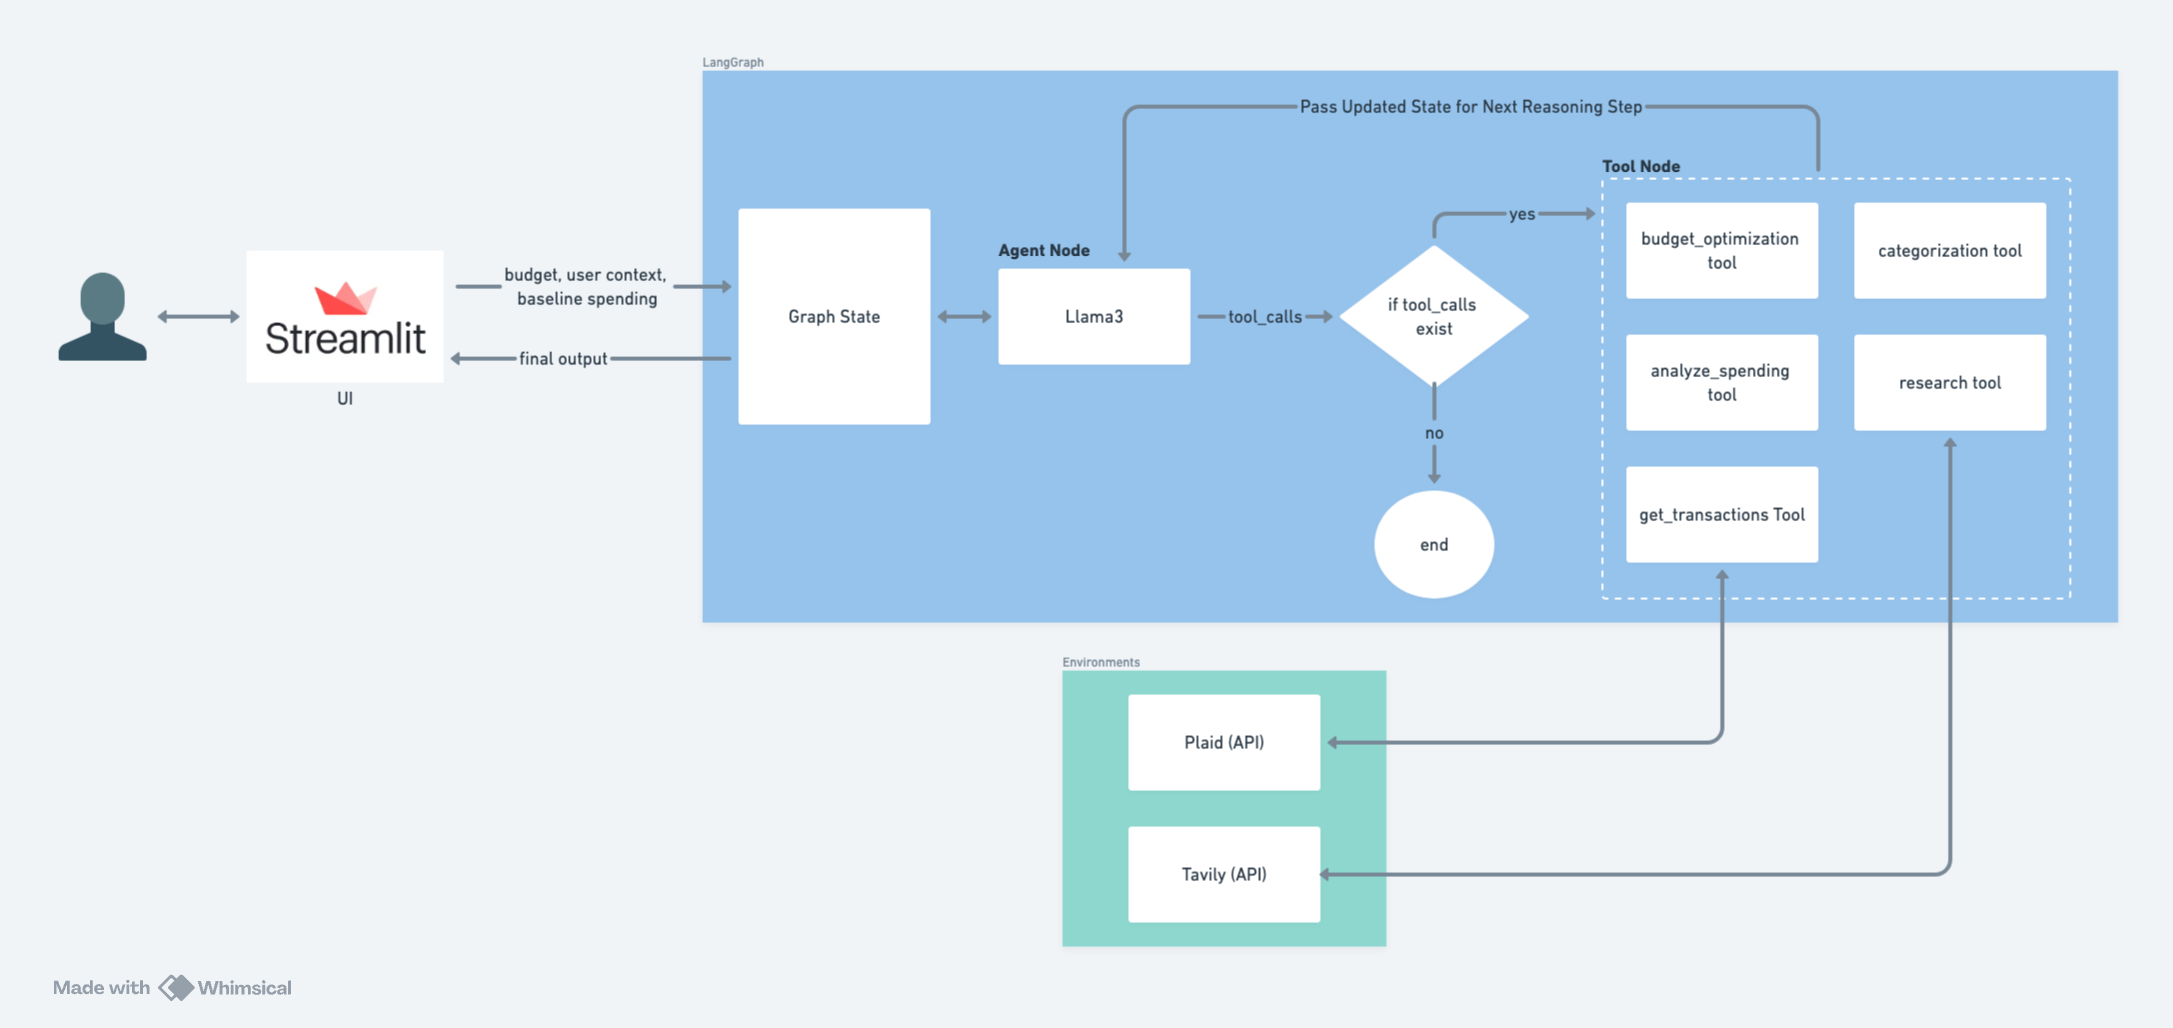 LangGraph
Pass Updated State for Next Reasoning Step
Tool Node
budget_optimization
tool
categorization tool
yes
Agent Node
budget, user context,
baseline spending
Streamlit
UI
final output
Graph State
Llama3
tool_calls
if tool_calls
exist
analyze_spending
tool
research tool
no
get_transactions Tool
end
Environments
Plaid (API)
Tavily (API)
Made with Whimsical